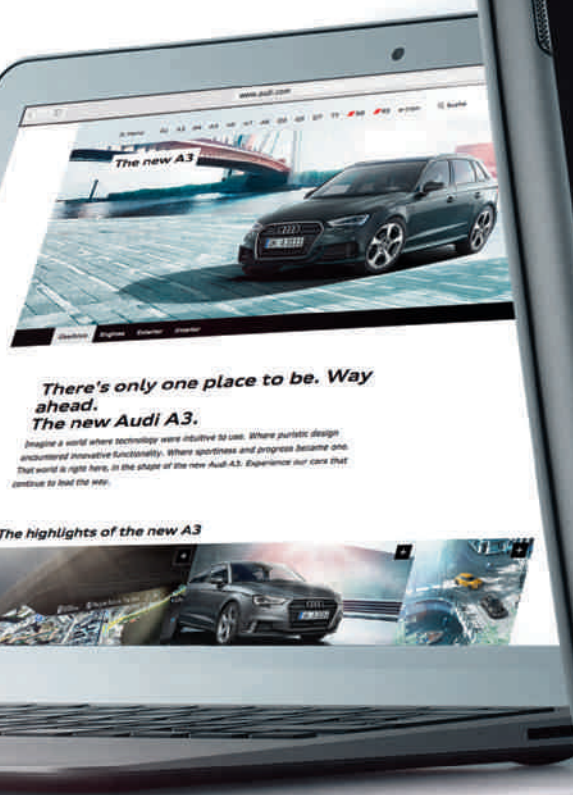 www.audi.com
Menu A1 A3 A4 A5 A6 A7 A8 Q2 Q3 Q5 Q7 TT R8 RS e-tron
The new A3
Overview Engines Exterior Interior
There's only one place to be. Way
ahead.
The new Audi A3.
Imagine a world where technology were intuitive to use. Where puristic design
encountered innovative functionality. Where sportiness and progress became one.
That world is right here, in the shape of the new Audi A3. Experience our cars that
continue to lead the way.
The highlights of the new A3